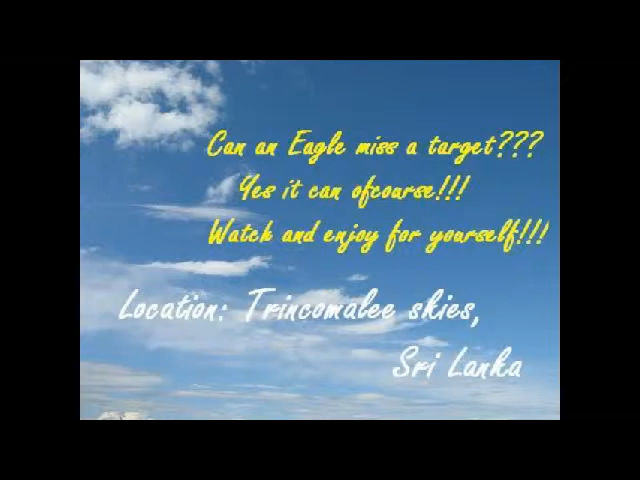 Can an Eagle miss a target???
Yes it can ofcourse!!!
Watch and enjoy for yourself!!!
Location: Trincomalee skies,
Sri Lanka